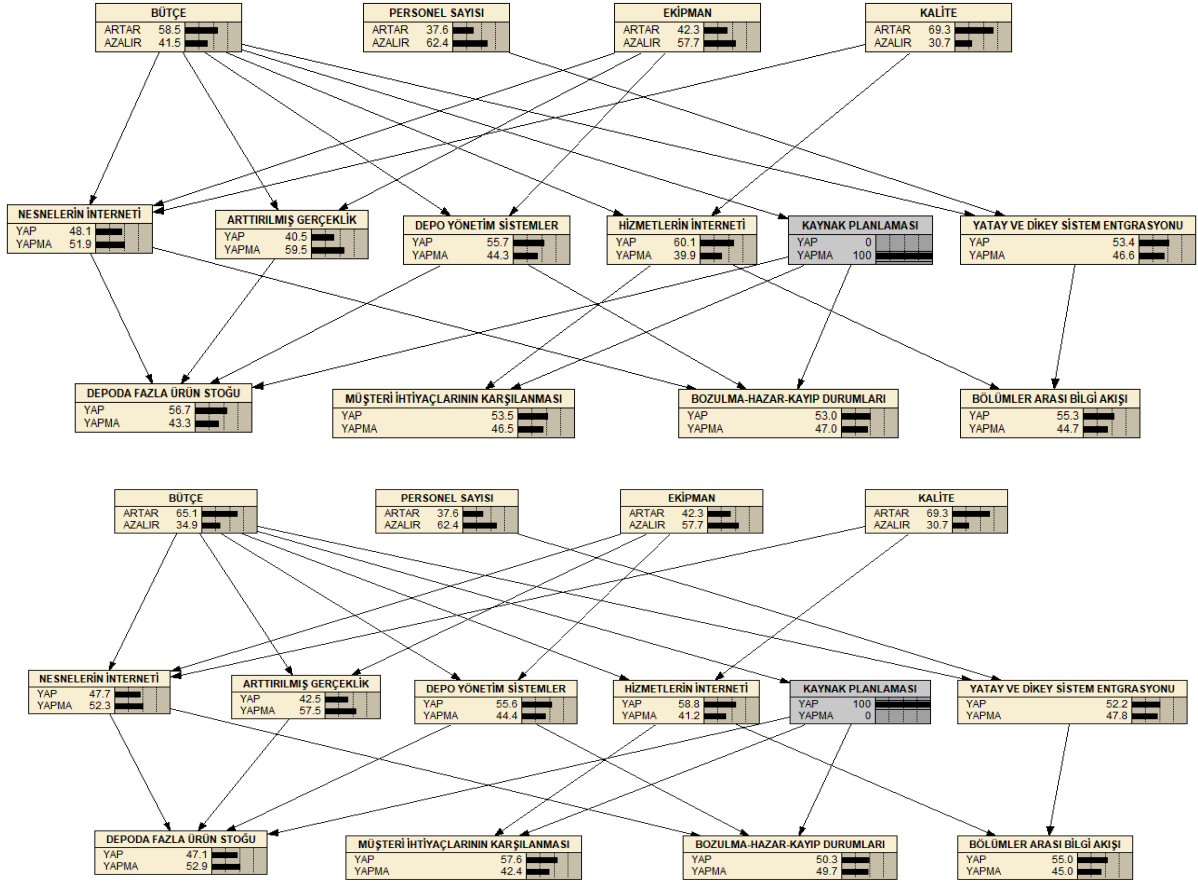 BÜTÇE
ARTAR 58.5
AZALIR 41.5
PERSONEL SAYISI
ARTAR 37.6
AZALIR 62.4
EKİPMAN
ARTAR 42.3
AZALIR 57.7
KALİTE
ARTAR 69.3
AZALIR 30.7
NESNELERİN İNTERNETİ
YAP 48.1
YAPMA 51.9
ARTTIRILMIŞ GERÇEKLİK
YAP 40.5
YAPMA 59.5
DEPO YÖNETİM SİSTEMLER
YAP 55.7
YAPMA 44.3
HİZMETLERİN İNTERNETİ
YAP 60.1
YAPMA 39.9
KAYNAK PLANLAMASI
YAP 0
YAPMA 100
YATAY VE DİKEY SİSTEM ENTGRASYONU
YAP 53.4
YAPMA 46.6
DEPODA FAZLA ÜRÜN STOĞU
YAP 56.7
YAPMA 43.3
MÜŞTERİ İHTİYAÇLARININ KARŞILANMASI
YAP 53.5
YAPMA 46.5
BOZULMA-HAZAR-KAYIP DURUMLARI
YAP 53.0
YAPMA 47.0
BÖLÜMLER ARASI BİLGİ AKIŞI
YAP 55.3
YAPMA 44.7
BÜTÇE
ARTAR 65.1
AZALIR 34.9
PERSONEL SAYISI
ARTAR 37.6
AZALIR 62.4
EKİPMAN
ARTAR 42.3
AZALIR 57.7
KALİTE
ARTAR 69.3
AZALIR 30.7
NESNELERİN İNTERNETİ
YAP 47.7
YAPMA 52.3
ARTTIRILMIŞ GERÇEKLİK
YAP 42.5
YAPMA 57.5
DEPO YÖNETİM SİSTEMLER
YAP 55.6
YAPMA 44.4
HİZMETLERİN İNTERNETİ
YAP 58.8
YAPMA 41.2
KAYNAK PLANLAMASI
YAP 100
YAPMA 0
YATAY VE DİKEY SİSTEM ENTGRASYONU
YAP 52.2
YAPMA 47.8
DEPODA FAZLA ÜRÜN STOĞU
YAP 47.1
YAPMA 52.9
MÜŞTERİ İHTİYAÇLARININ KARŞILANMASI
YAP 57.6
YAPMA 42.4
BOZULMA-HAZAR-KAYIP DURUMLARI
YAP 50.3
YAPMA 49.7
BÖLÜMLER ARASI BİLGİ AKIŞI
YAP 55.0
YAPMA 45.0